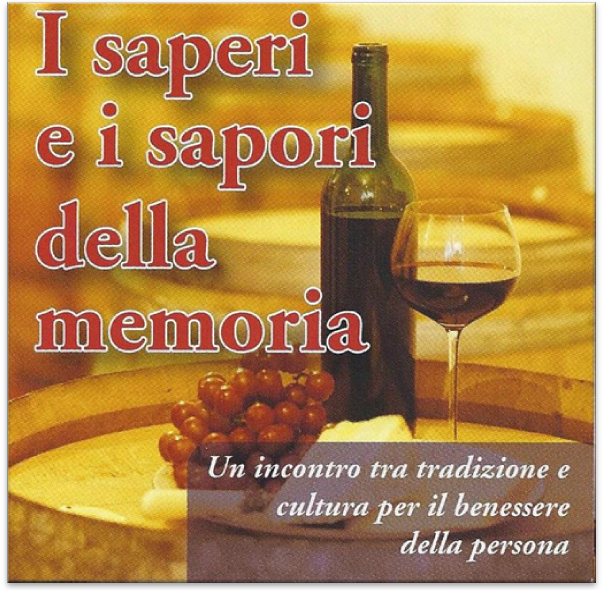 I saperi
e i sapori
della
memoria
Un incontro tra tradizione e
cultura per il benessere
della persona